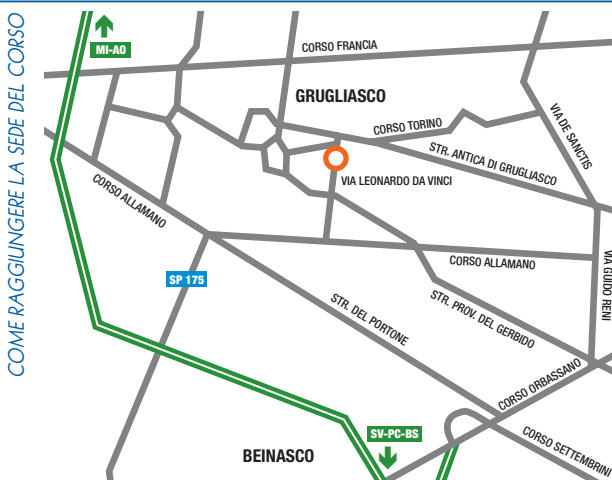 COME RAGGIUNGERE LA SEDE DEL CORSO
MI-AO
CORSO FRANCIA
GRUGLIASCO
CORSO TORINO
VIA DE SANCTIS
STR. ANTICA DI GRUGLIASCO
VIA LEONARDO DA VINCI
CORSO ALLAMANO
CORSO ALLAMANO
VIA GUIDO RENI
SP 175
STR. DEL PORTONE
STR. PROV. DEL GERBIDO
CORSO ORBASSANO
SV-PC-BS
CORSO SETTEMBRINI
BEINASCO